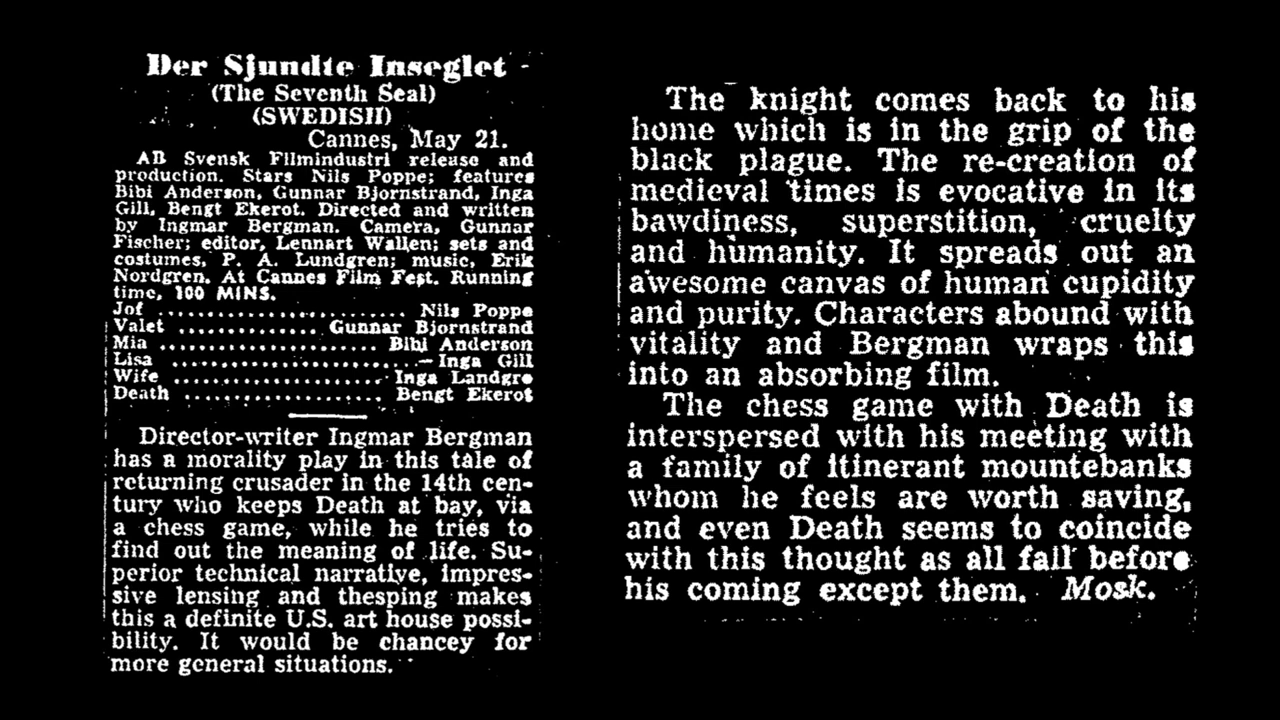 Der Sjundte Inseglet
(The Seventh Seal)
(SWEDISH)
Cannes, May 21.
AB Svensk Filmindustri release and
production. Stars Nils Poppe; features
Bibi Anderson, Gunnar Bjornstrand, Inga
Gill, Bengt Ekerot. Directed and written
by Ingmar Bergman. Camera, Gunnar
Fischer; editor, Lennart Wallen; sets and
costumes, P. A. Lundgren; music, Erik
Nordgren. At Cannes Film Fest. Running
time, 100 MINS.
Jof ........................ Nils Poppe
Valet ................ Gunnar Bjornstrand
Mia ..................... Bibi Anderson
Lisa ......................... Inga Gill
Wife .................... Inga Landgre
Death .................... Bengt Ekerot
Director-writer Ingmar Bergman
has a morality play in this tale of
returning crusader in the 14th cen-
tury who keeps Death at bay, via
a chess game, while he tries to
find out the meaning of life. Su-
perior technical narrative, impres-
sive lensing and thesping makes
this a definite U.S. art house possi-
bility. It would be chancey for
more general situations.
The knight comes back to his
home which is in the grip of the
black plague. The re-creation of
medieval times is evocative in its
bawdiness, superstition, cruelty
and humanity. It spreads out an
awesome canvas of human cupidity
and purity. Characters abound with
vitality and Bergman wraps this
into an absorbing film.
The chess game with Death is
interspersed with his meeting with
a family of itinerant mountebanks
whom he feels are worth saving,
and even Death seems to coincide
with this thought as all fall before
his coming except them. Mosk.